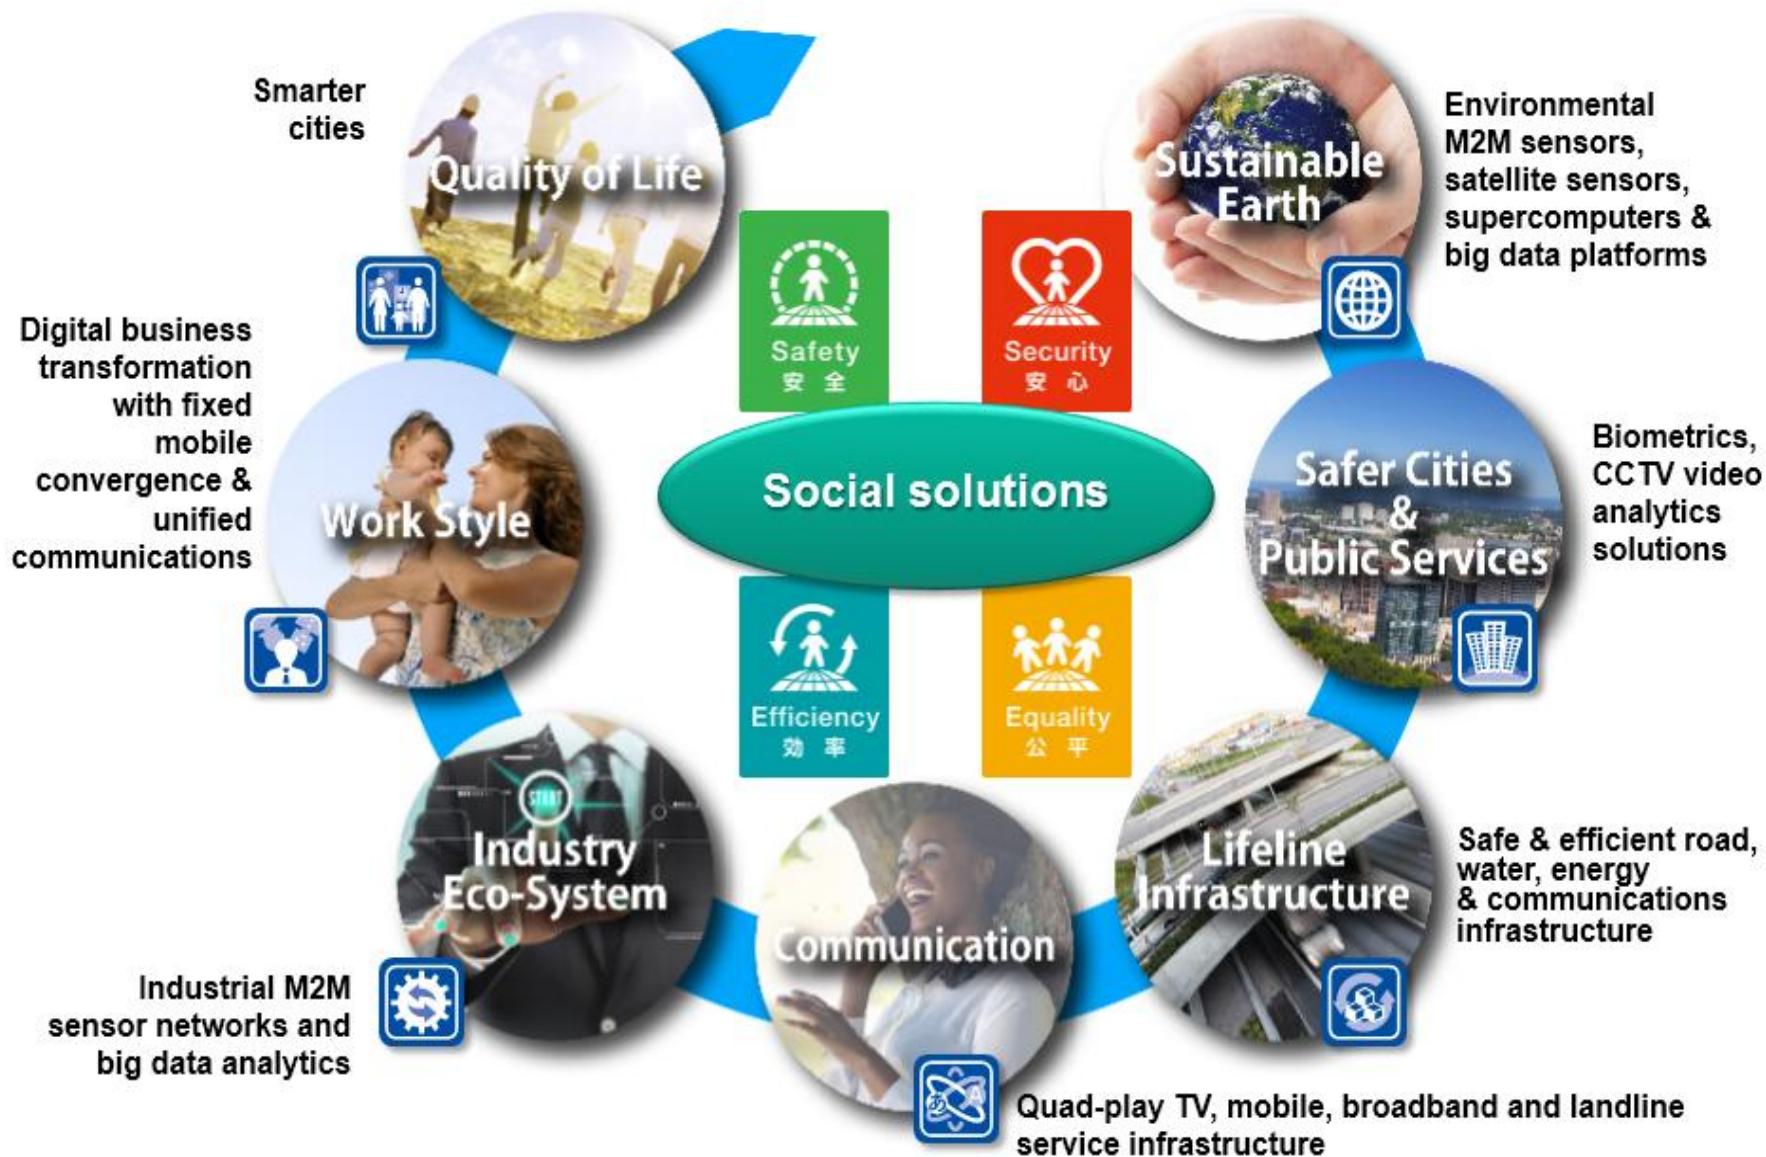 Smarter
cities
Quality of Life
Sustainable
Earth
Environmental
M2M sensors,
satellite sensors,
supercomputers &
big data platforms
Safety
安全
Security
安心
Digital business
transformation
with fixed
mobile
convergence &
unified
communications
Work Style
Social solutions
Safer Cities
&
Public Services
Biometrics,
CCTV video
analytics
solutions
Efficiency
効率
Equality
公平
START
Industry
Eco-System
Communication
Lifeline
Infrastructure
Safe & efficient road,
water, energy
& communications
infrastructure
Industrial M2M
sensor networks and
big data analytics
あ A
Quad-play TV, mobile, broadband and landline
service infrastructure